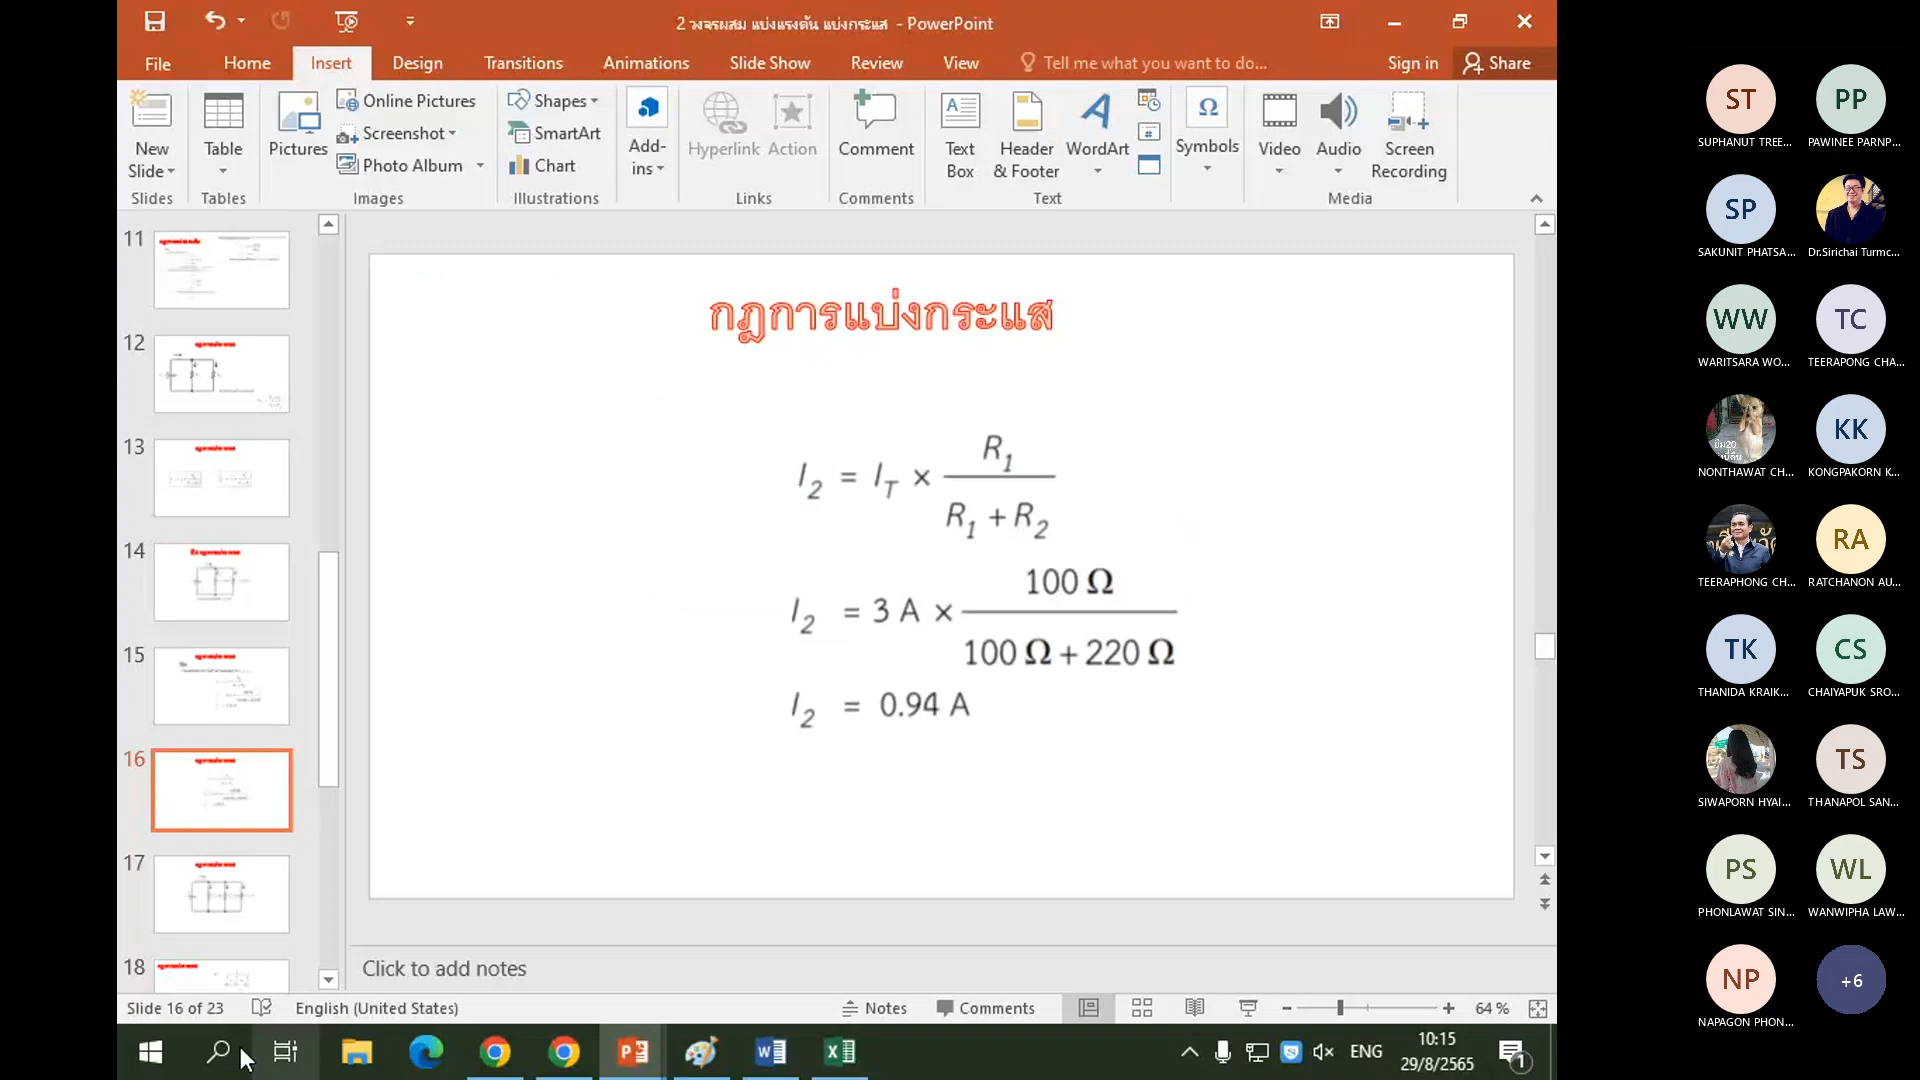 2 วงจรผสม แบ่งแรงดัน แบ่งกระแส - PowerPoint
File Home Insert Design Transitions Animations Slide Show Review View Tell me what you want to do... Sign in Share
New Slide
Table
Pictures
Online Pictures
Screenshot
Photo Album
Shapes
SmartArt
Chart
Add-ins
Hyperlink
Action
Comment
Text Box
Header & Footer
WordArt
Symbols
Video
Audio
Screen Recording
Slides Tables Images Illustrations Links Comments Text Media
11
12
13
14
15
16
17
18
กฎการแบ่งกระแส
I2 = IT × R1 / (R1 + R2)
I2 = 3 A × 100 Ω / (100 Ω + 220 Ω)
I2 = 0.94 A
Click to add notes
Slide 16 of 23 English (United States) Notes Comments 64 %
ENG
10:15
29/8/2565
1
ST
SUPHANUT TREE...
PP
PAWINEE PARNP...
SP
SAKUNIT PHATSA...
Dr.Sirichai Turmc...
WW
WARITSARA WO...
TC
TEERAPONG CHA...
NONTHAWAT CH...
KK
KONGPAKORN K...
TEERAPHONG CH...
RA
RATCHANON AU...
TK
THANIDA KRAIK...
CS
CHAIYAPUK SRO...
SIWAPORN HYAI...
TS
THANAPOL SAN...
PS
PHONLAWAT SIN...
WL
WANWIPHA LAW...
NP
NAPAGON PHON...
+6